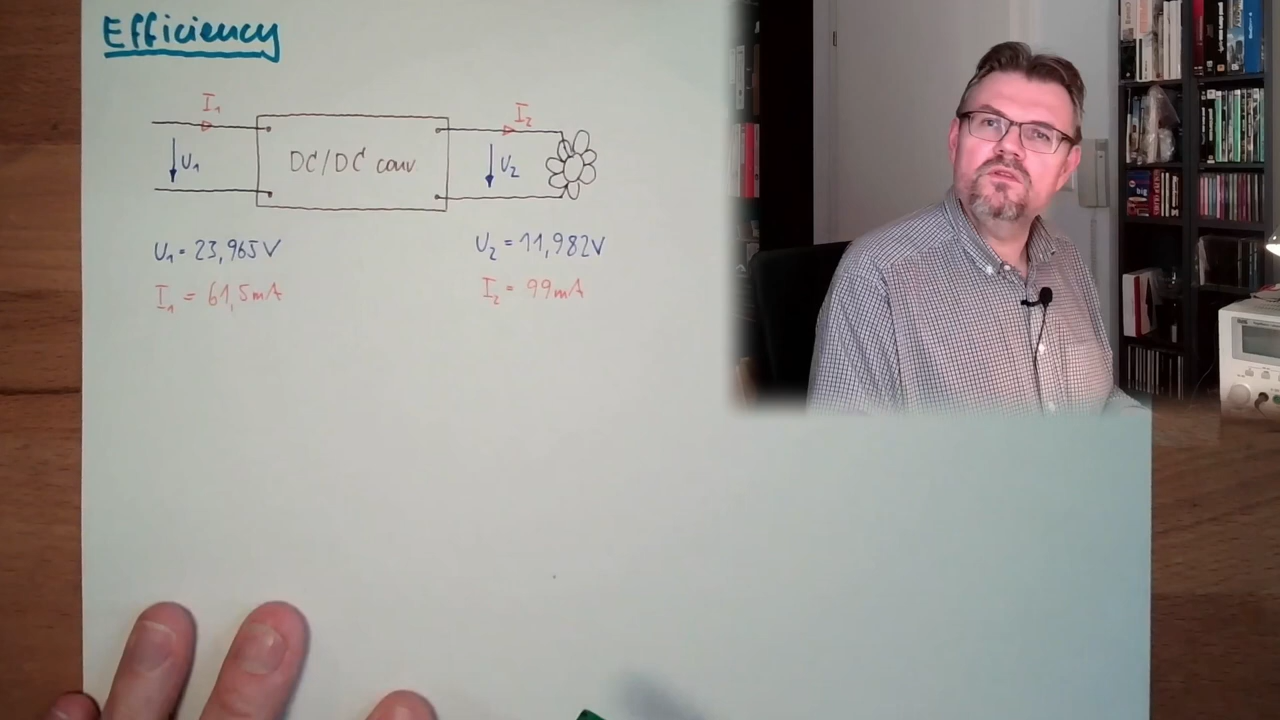 Efficiency
I₁
I₂
U₁
DC/DC conv
U₂
U₁ = 23,965V
U₂ = 11,982V
I₁ = 61,5mA
I₂ = 99mA